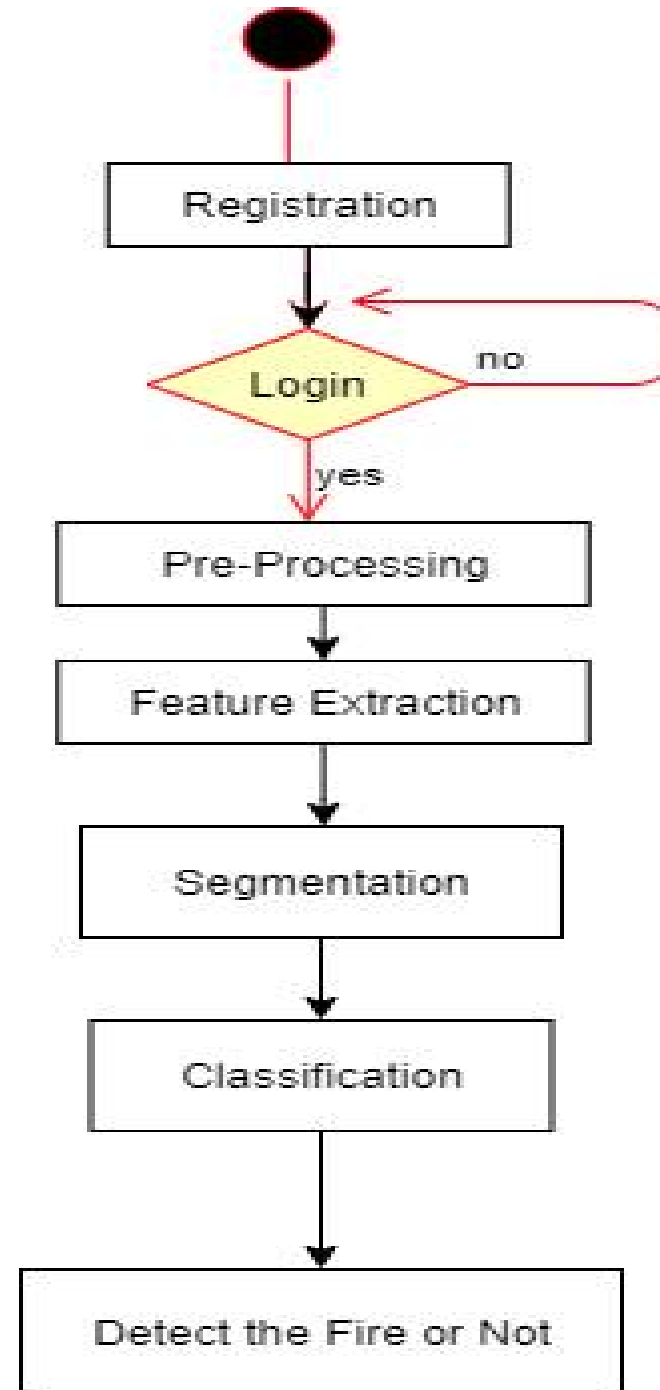 Registration
Login
no
yes
Pre-Processing
Feature Extraction
Segmentation
Classification
Detect the Fire or Not